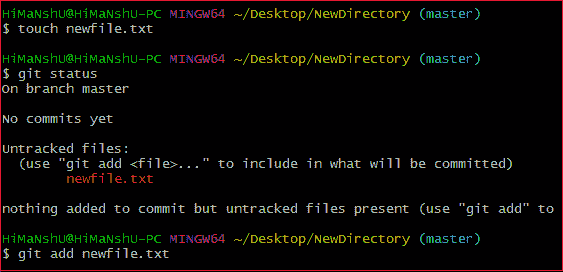 HiMaNshU@HiMaNshU-PC MINGW64 ~/Desktop/NewDirectory (master)
$ touch newfile.txt
HiMaNshU@HiMaNshU-PC MINGW64 ~/Desktop/NewDirectory (master)
$ git status
On branch master
No commits yet
Untracked files:
  (use "git add <file>..." to include in what will be committed)
        newfile.txt
nothing added to commit but untracked files present (use "git add" to
HiMaNshU@HiMaNshU-PC MINGW64 ~/Desktop/NewDirectory (master)
$ git add newfile.txt